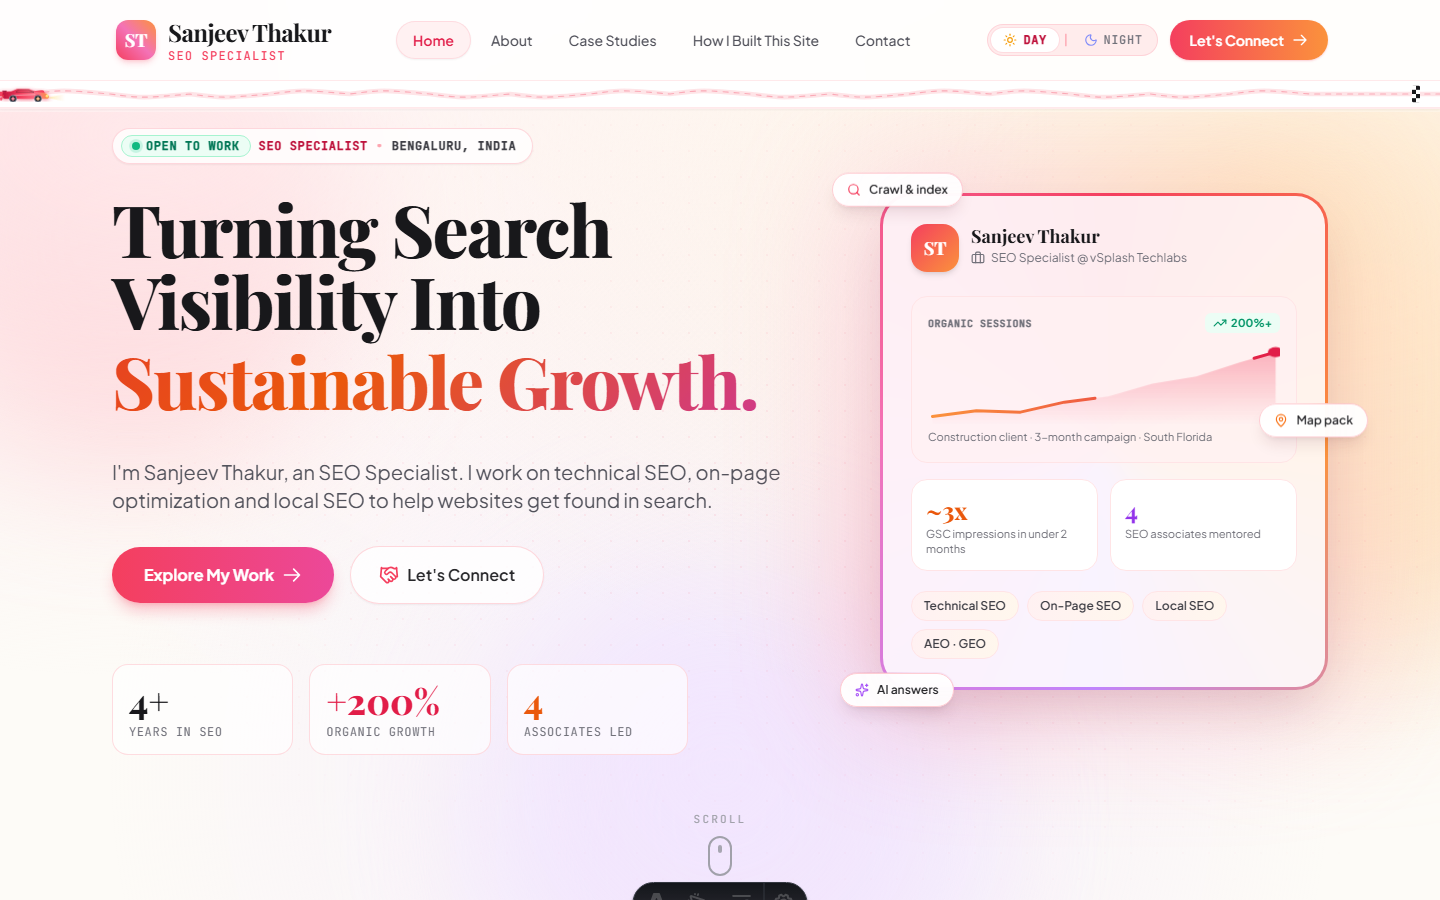 ST
Sanjeev Thakur
SEO SPECIALIST
Home
About
Case Studies
How I Built This Site
Contact
DAY
NIGHT
Let's Connect
OPEN TO WORK
SEO SPECIALIST • BENGALURU, INDIA
Turning Search
Visibility Into
Sustainable Growth.
I'm Sanjeev Thakur, an SEO Specialist. I work on technical SEO, on-page
optimization and local SEO to help websites get found in search.
Explore My Work
Let's Connect
4+
YEARS IN SEO
+200%
ORGANIC GROWTH
4
ASSOCIATES LED
Crawl & index
ST
Sanjeev Thakur
SEO Specialist @ vSplash Techlabs
ORGANIC SESSIONS
200%+
Construction client · 3-month campaign · South Florida
Map pack
~3x
GSC impressions in under 2
months
4
SEO associates mentored
Technical SEO
On-Page SEO
Local SEO
AEO · GEO
AI answers
SCROLL